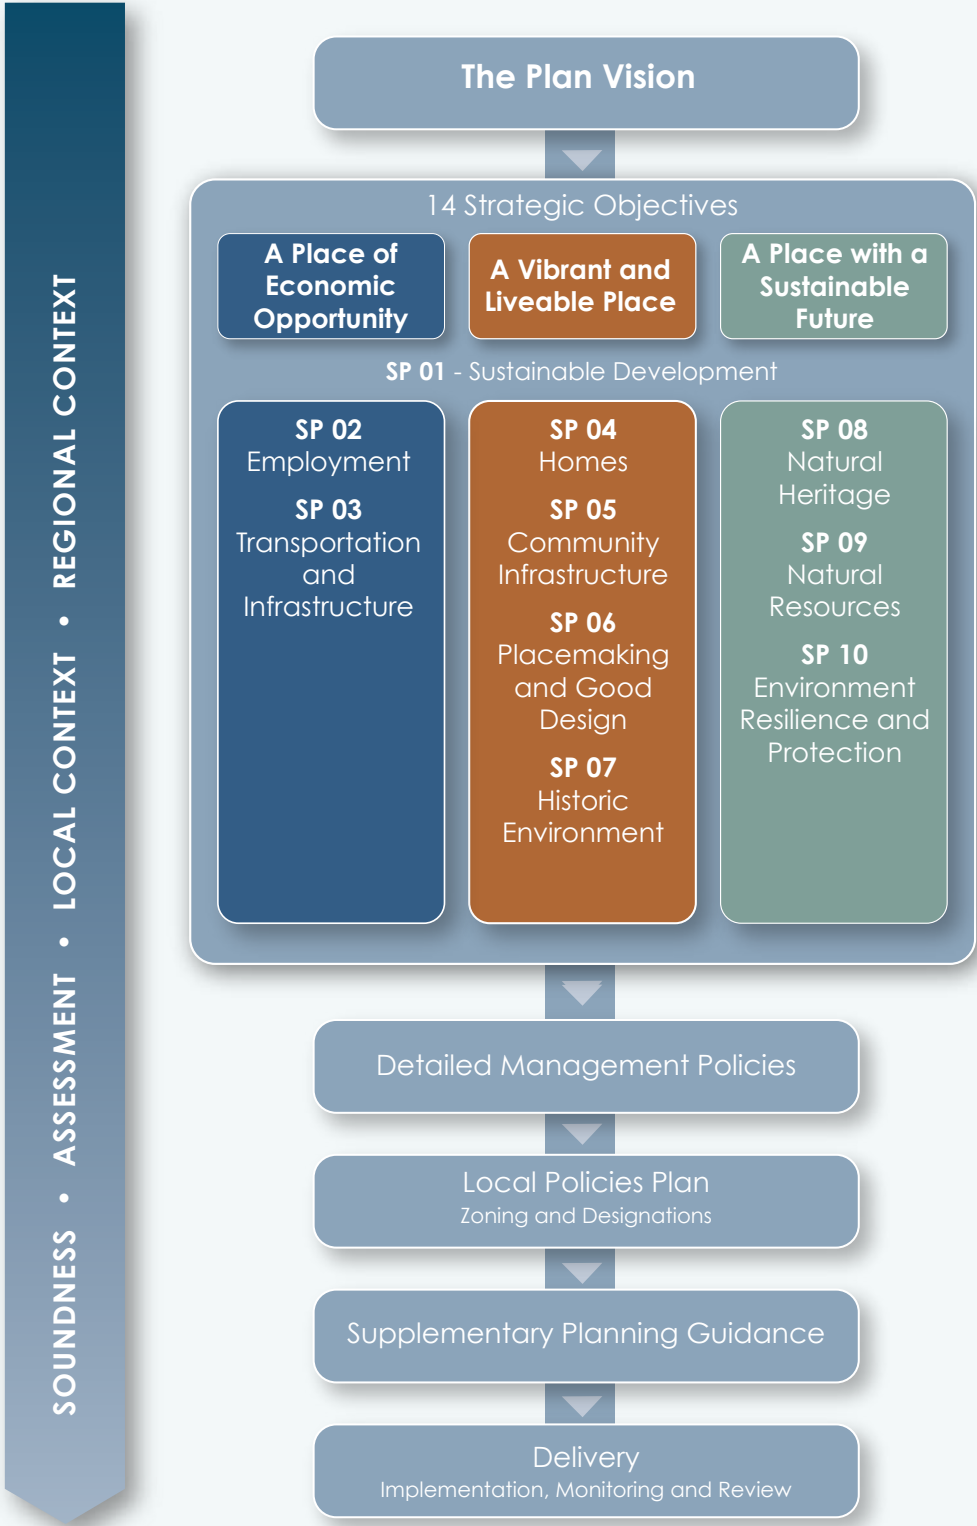 The Plan Vision
14 Strategic Objectives
A Place of
Economic
Opportunity
A Vibrant and
Liveable Place
A Place with a
Sustainable
Future
SP 01 - Sustainable Development
SP 02
Employment
SP 03
Transportation
and
Infrastructure
SP 04
Homes
SP 05
Community
Infrastructure
SP 06
Placemaking
and Good
Design
SP 07
Historic
Environment
SP 08
Natural
Heritage
SP 09
Natural
Resources
SP 10
Environment
Resilience and
Protection
Detailed Management Policies
Local Policies Plan
Zoning and Designations
Supplementary Planning Guidance
Delivery
Implementation, Monitoring and Review
SOUNDNESS • ASSESSMENT • LOCAL CONTEXT • REGIONAL CONTEXT